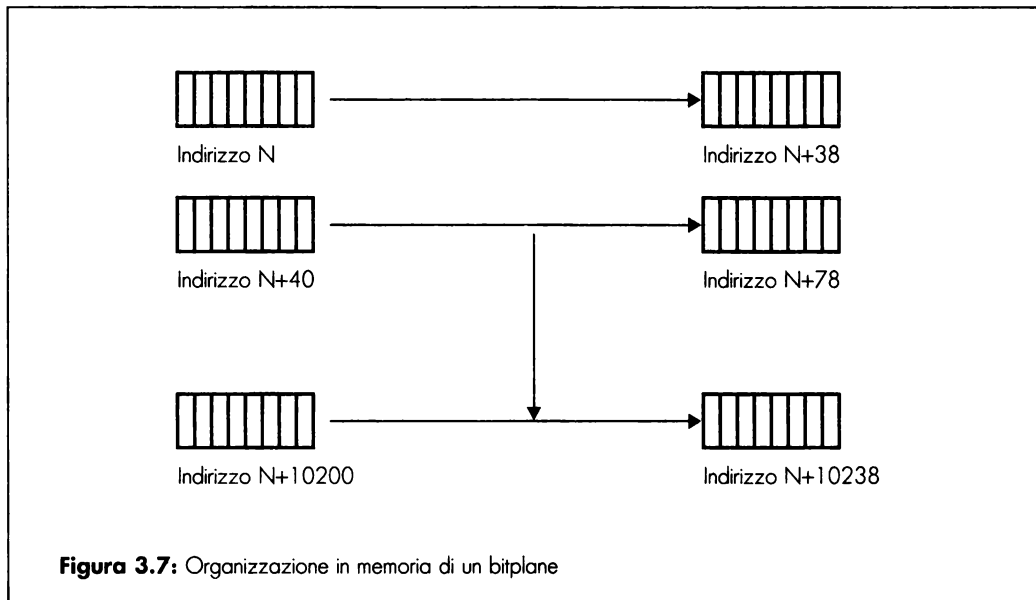 Indirizzo N
Indirizzo N+38
Indirizzo N+40
Indirizzo N+78
Indirizzo N+10200
Indirizzo N+10238
Figura 3.7: Organizzazione in memoria di un bitplane